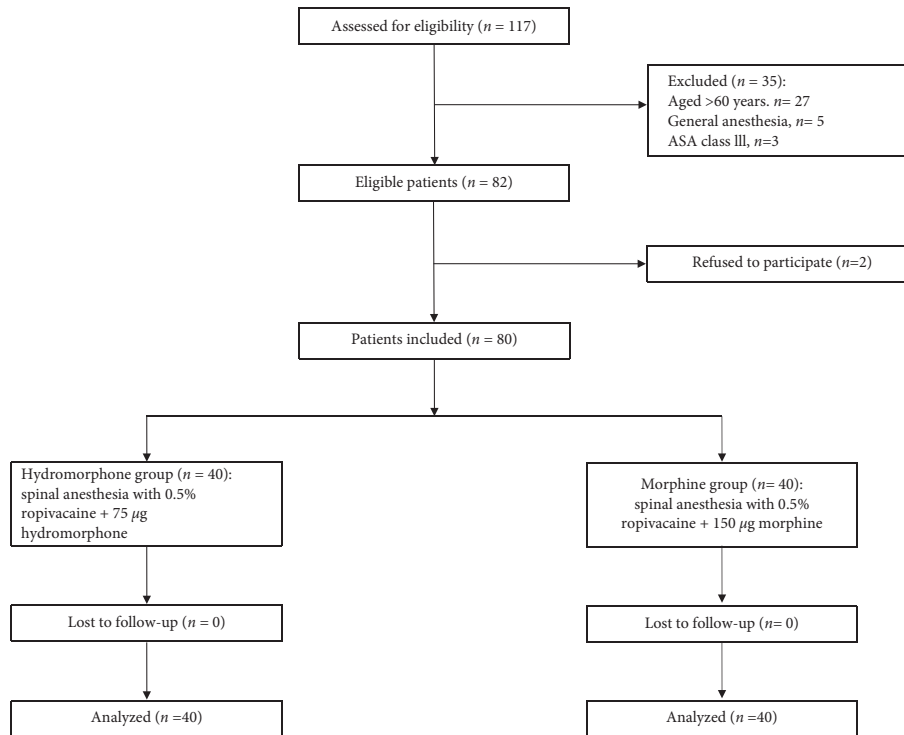 Assessed for eligibility (n = 117)
Excluded (n = 35):
Aged >60 years. n= 27
General anesthesia, n= 5
ASA class lll, n=3
Eligible patients (n = 82)
Refused to participate (n=2)
Patients included (n = 80)
Hydromorphone group (n = 40):
spinal anesthesia with 0.5%
ropivacaine + 75 µg
hydromorphone
Morphine group (n= 40):
spinal anesthesia with 0.5%
ropivacaine + 150 µg morphine
Lost to follow-up (n = 0)
Lost to follow-up (n= 0)
Analyzed (n =40)
Analyzed (n =40)